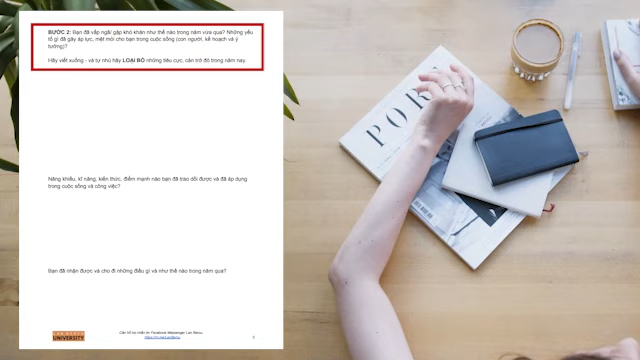 BƯỚC 2: Bạn đã vấp ngã/ gặp khó khăn như thế nào trong năm vừa qua? Những yếu
tố gì đã gây áp lực, mệt mỏi cho bạn trong cuộc sống (con người, kế hoạch và ý
tưởng)?
Hãy viết xuống - và tự nhủ hãy LOẠI BỎ những tiêu cực, cản trở đó trong năm nay.
Năng khiếu, kĩ năng, kiến thức, điểm mạnh nào bạn đã trao dồi được và đã áp dụng
trong cuộc sống và công việc?
Bạn đã nhận được và cho đi những điều gì và như thế nào trong năm qua?
UNIVERSITY
POR